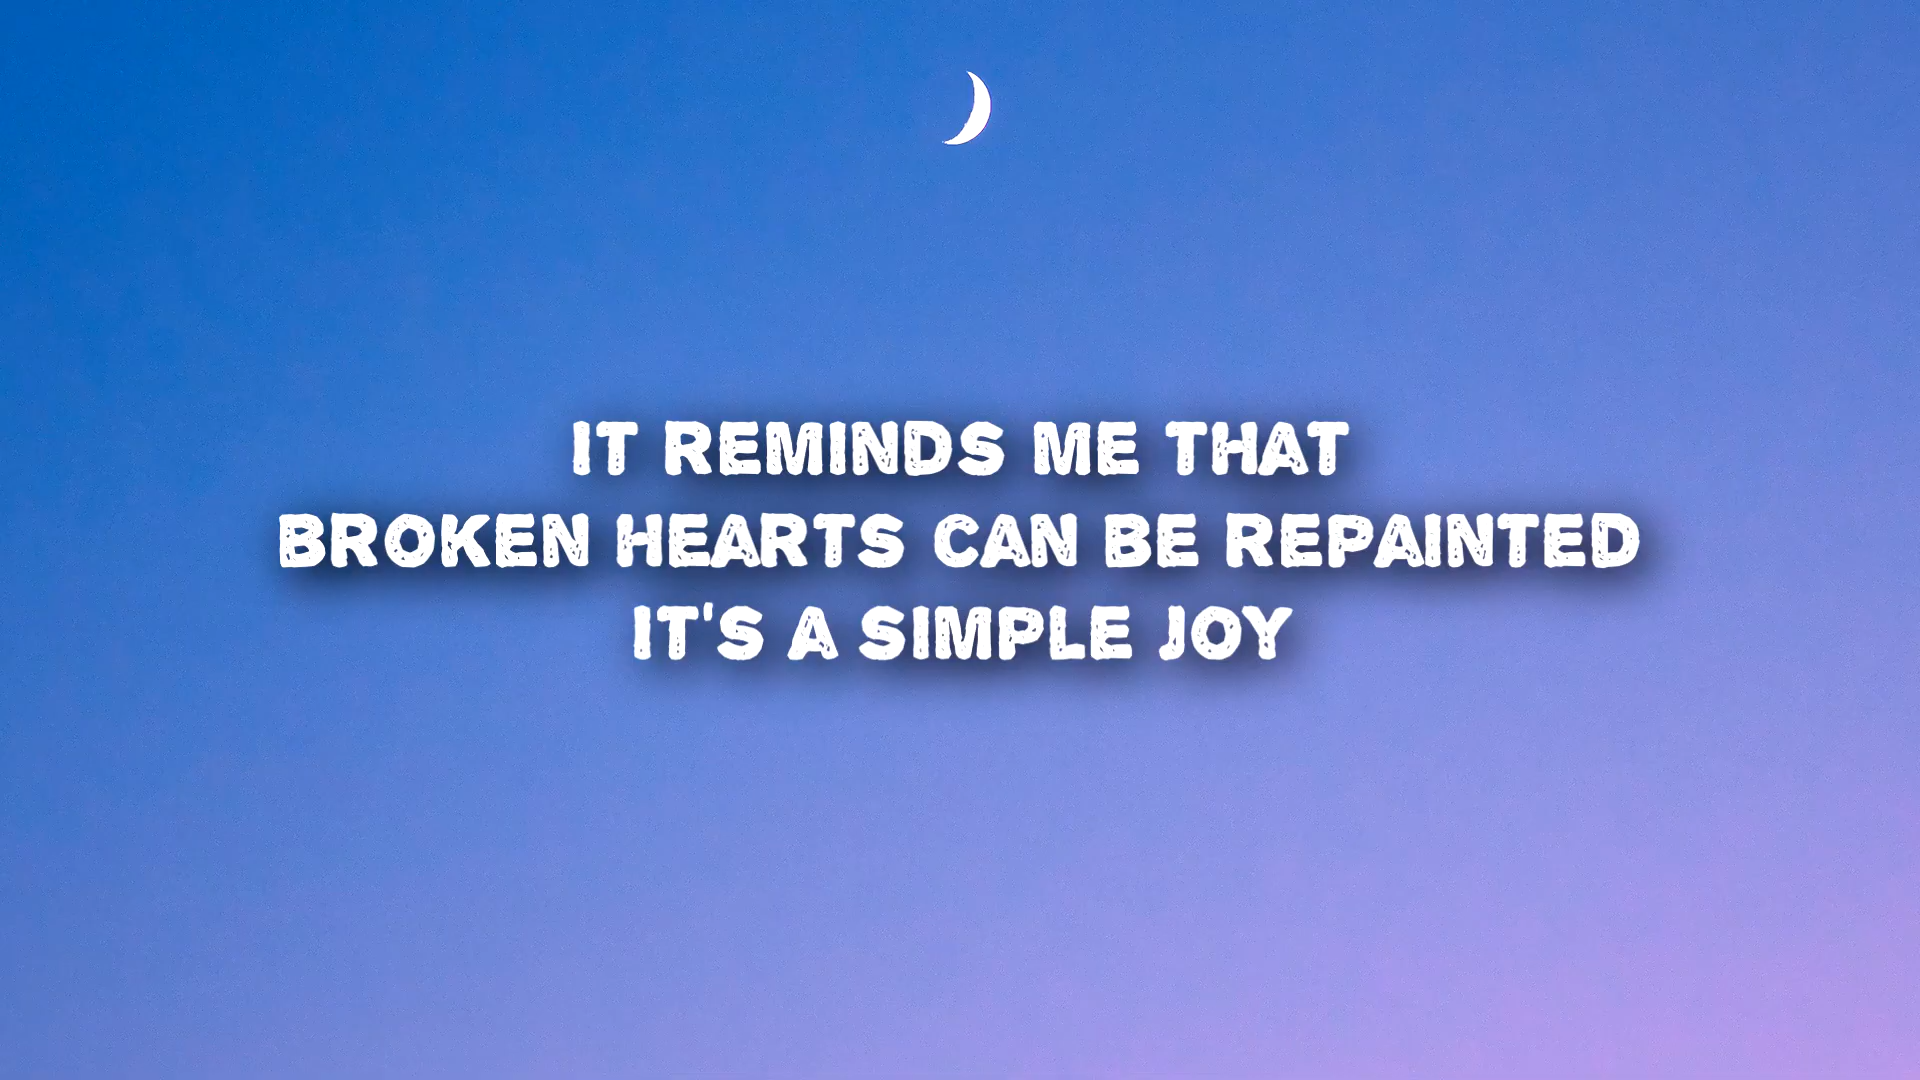 IT REMINDS ME THAT
BROKEN HEARTS CAN BE REPAINTED
IT'S A SIMPLE JOY